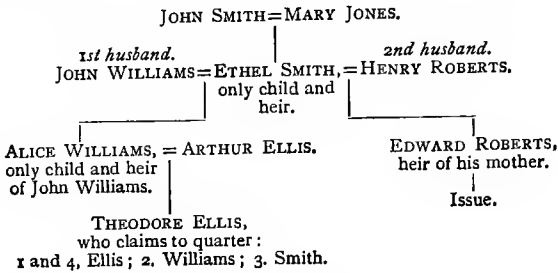 JOHN SMITH=MARY JONES.
1st husband. 2nd husband.
JOHN WILLIAMS=ETHEL SMITH,=HENRY ROBERTS.
only child and
heir.
ALICE WILLIAMS, = ARTHUR ELLIS.
only child and heir
of John Williams.
EDWARD ROBERTS,
heir of his mother.
Issue.
THEODORE ELLIS,
who claims to quarter:
1 and 4, Ellis; 2, Williams; 3. Smith.